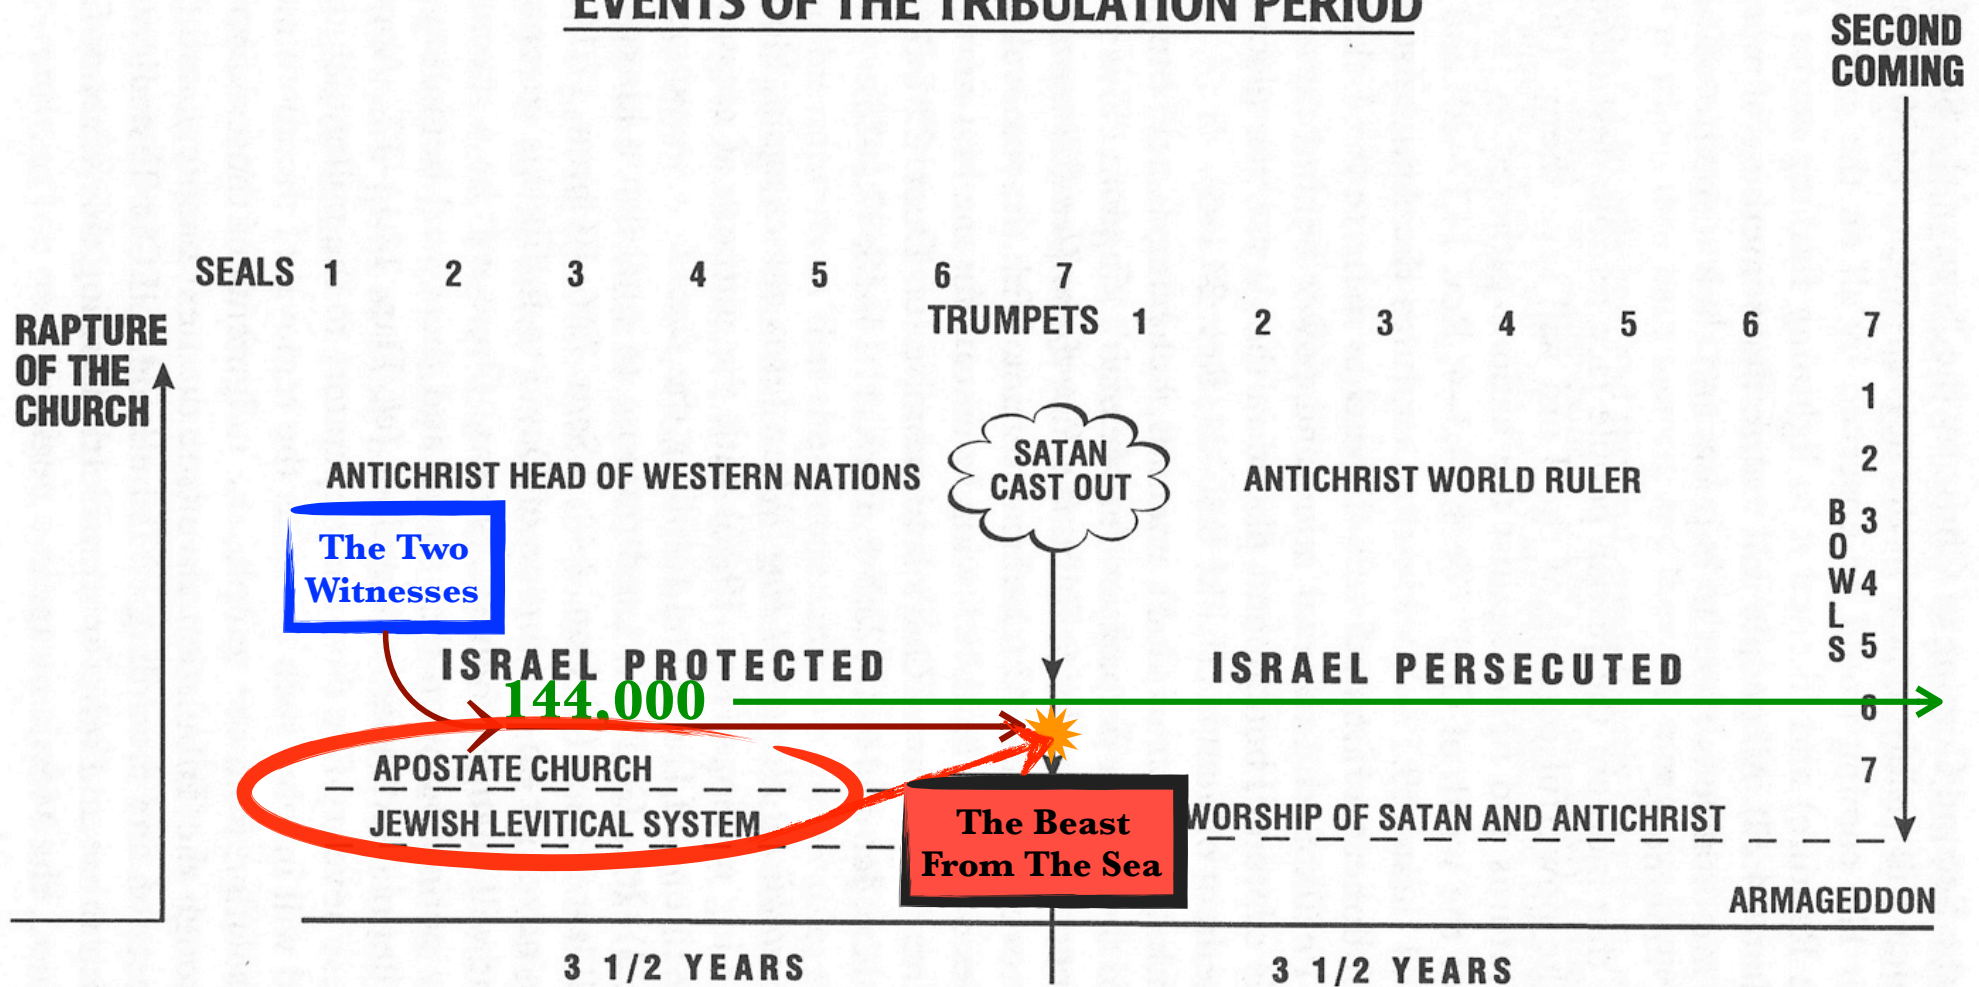 EVENTS OF THE TRIBULATION PERIOD
SECOND
COMING
SEALS 1 2 3 4 5 6 7
TRUMPETS 1 2 3 4 5 6 7
RAPTURE
OF THE
CHURCH
SATAN
CAST OUT
ANTICHRIST HEAD OF WESTERN NATIONS
ANTICHRIST WORLD RULER
BOWLS
1
2
3
4
5
6
7
The Two
Witnesses
ISRAEL PROTECTED
ISRAEL PERSECUTED
144,000
APOSTATE CHURCH
JEWISH LEVITICAL SYSTEM
The Beast
From The Sea
WORSHIP OF SATAN AND ANTICHRIST
ARMAGEDDON
3 1/2 YEARS
3 1/2 YEARS